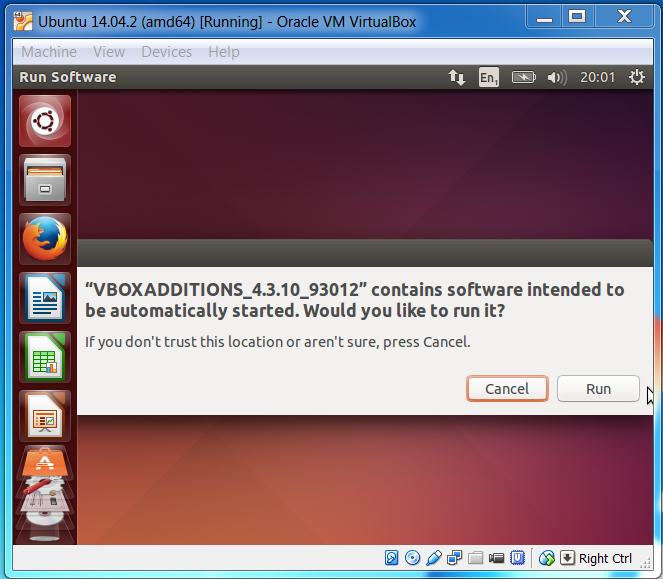 Ubuntu 14.04.2 (amd64) [Running] - Oracle VM VirtualBox
Machine View Devices Help
Run Software En1 20:01
“VBOXADDITIONS_4.3.10_93012” contains software intended to
be automatically started. Would you like to run it?
If you don't trust this location or aren't sure, press Cancel.
Cancel Run
Right Ctrl